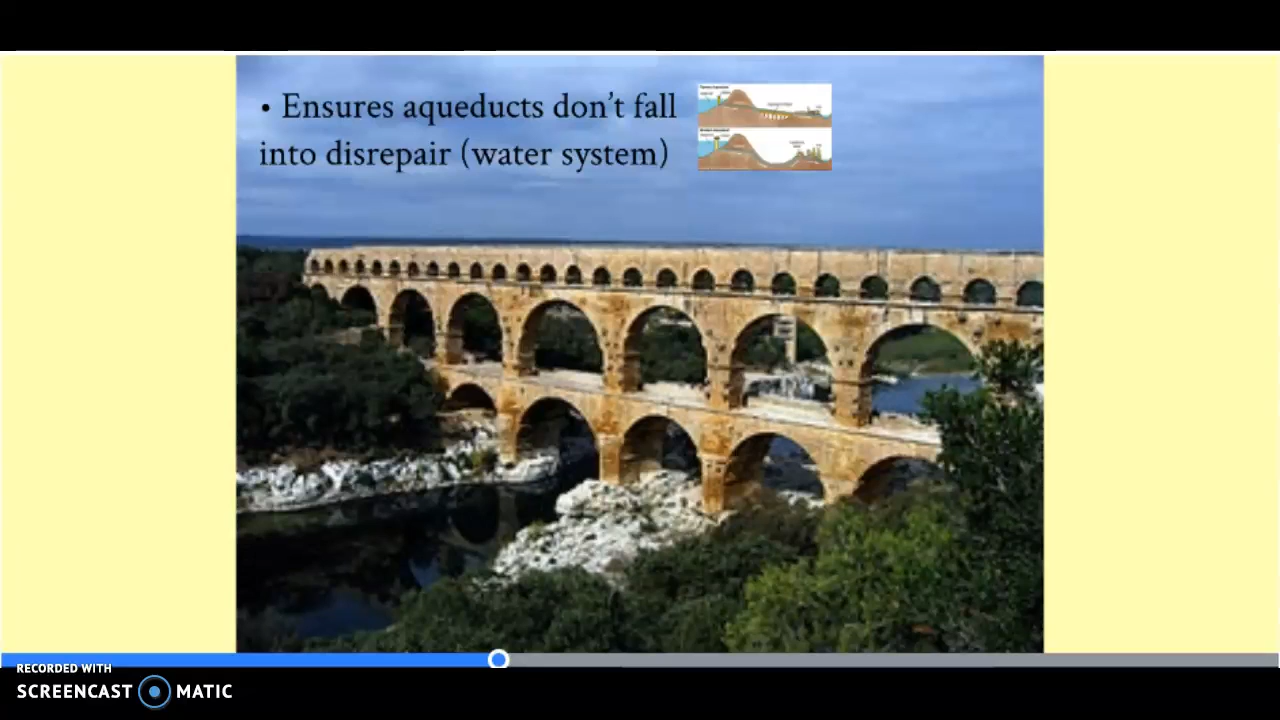 • Ensures aqueducts don't fall
into disrepair (water system)
RECORDED WITH
SCREENCAST MATIC